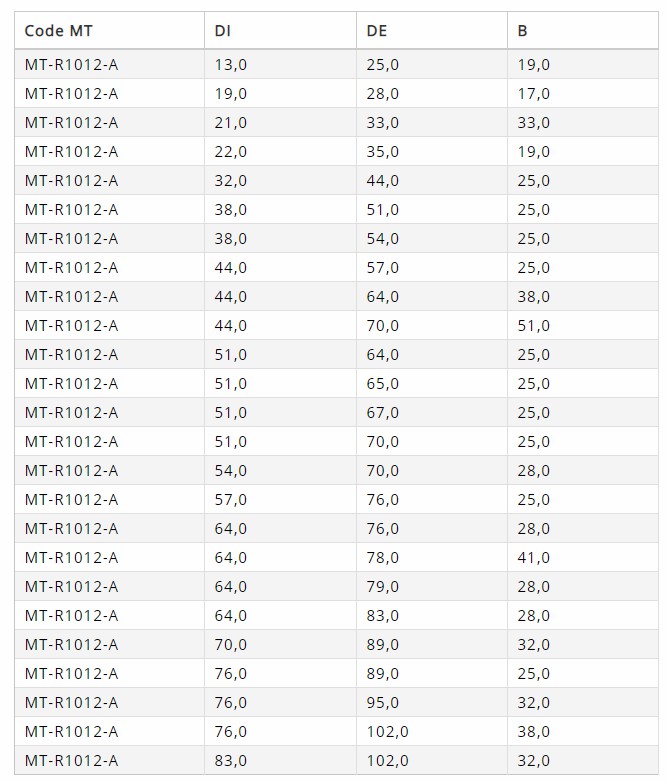 Code MT DI DE B
MT-R1012-A 13,0 25,0 19,0
MT-R1012-A 19,0 28,0 17,0
MT-R1012-A 21,0 33,0 33,0
MT-R1012-A 22,0 35,0 19,0
MT-R1012-A 32,0 44,0 25,0
MT-R1012-A 38,0 51,0 25,0
MT-R1012-A 38,0 54,0 25,0
MT-R1012-A 44,0 57,0 25,0
MT-R1012-A 44,0 64,0 38,0
MT-R1012-A 44,0 70,0 51,0
MT-R1012-A 51,0 64,0 25,0
MT-R1012-A 51,0 65,0 25,0
MT-R1012-A 51,0 67,0 25,0
MT-R1012-A 51,0 70,0 25,0
MT-R1012-A 54,0 70,0 28,0
MT-R1012-A 57,0 76,0 25,0
MT-R1012-A 64,0 76,0 28,0
MT-R1012-A 64,0 78,0 41,0
MT-R1012-A 64,0 79,0 28,0
MT-R1012-A 64,0 83,0 28,0
MT-R1012-A 70,0 89,0 32,0
MT-R1012-A 76,0 89,0 25,0
MT-R1012-A 76,0 95,0 32,0
MT-R1012-A 76,0 102,0 38,0
MT-R1012-A 83,0 102,0 32,0